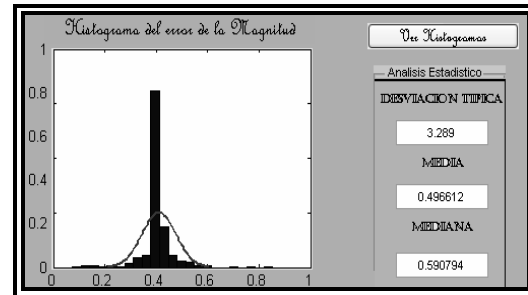 Histograma del error de la Magnitud
1
0.8
0.6
0.4
0.2
0
0 0.2 0.4 0.6 0.8 1
Ver Histogramas
Analisis Estadistico
DESVIACION TIPICA
3.289
MEDIA
0.496612
MEDIANA
0.590794